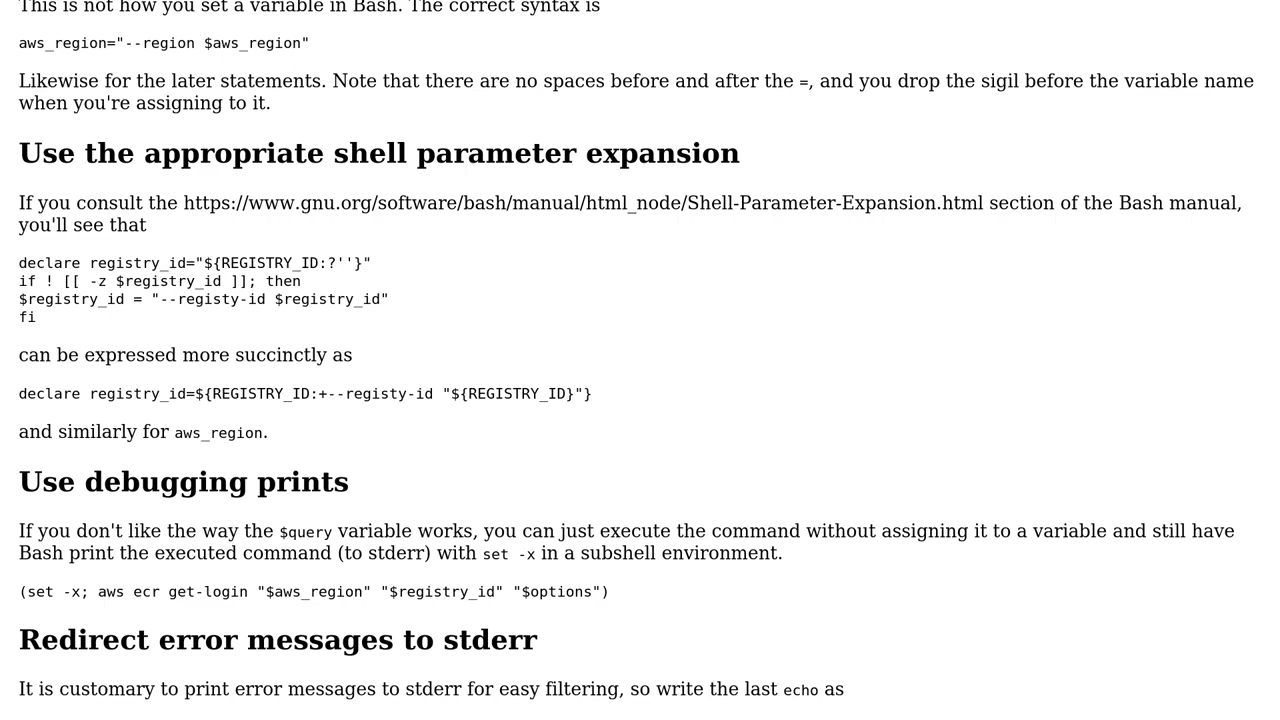 This is not how you set a variable in Bash. The correct syntax is
aws_region="--region $aws_region"
Likewise for the later statements. Note that there are no spaces before and after the =, and you drop the sigil before the variable name
when you're assigning to it.
Use the appropriate shell parameter expansion
If you consult the https://www.gnu.org/software/bash/manual/html_node/Shell-Parameter-Expansion.html section of the Bash manual,
you'll see that
declare registry_id="${REGISTRY_ID:?''}"
if ! [[ -z $registry_id ]]; then
$registry_id = "--registy-id $registry_id"
fi
can be expressed more succinctly as
declare registry_id=${REGISTRY_ID:+--registy-id "${REGISTRY_ID}"}
and similarly for aws_region.
Use debugging prints
If you don't like the way the $query variable works, you can just execute the command without assigning it to a variable and still have
Bash print the executed command (to stderr) with set -x in a subshell environment.
(set -x; aws ecr get-login "$aws_region" "$registry_id" "$options")
Redirect error messages to stderr
It is customary to print error messages to stderr for easy filtering, so write the last echo as